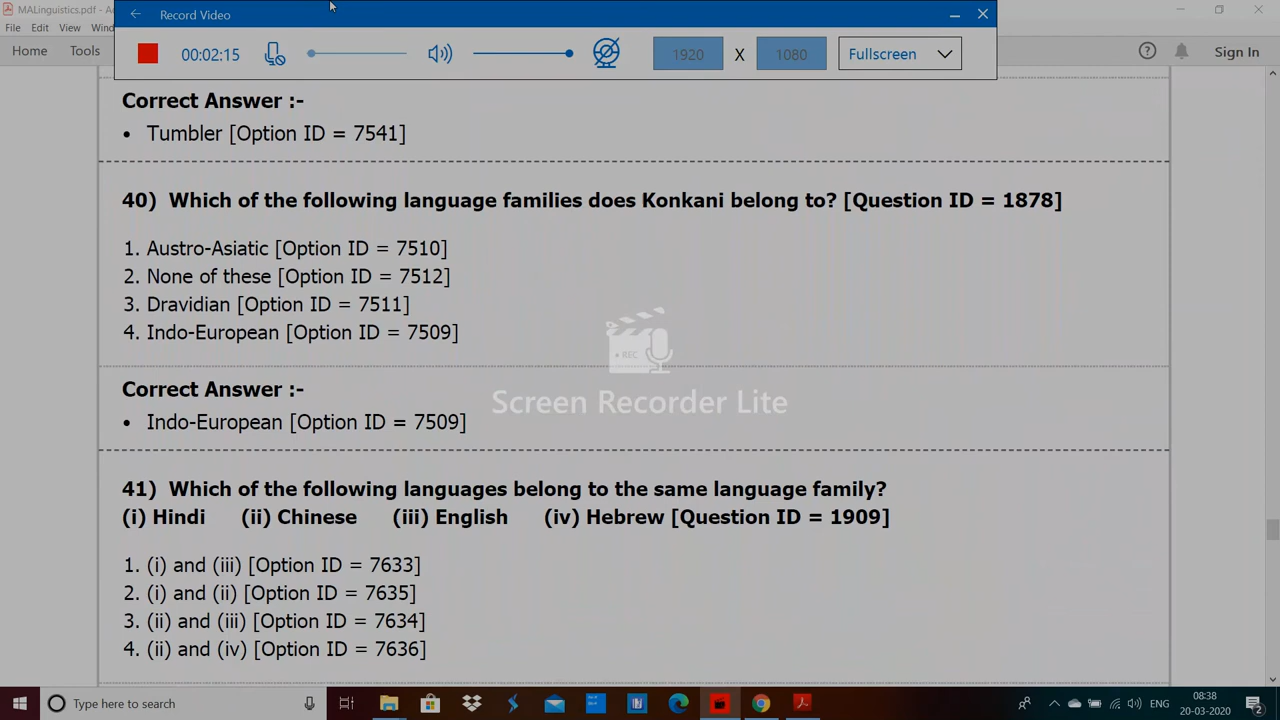 MALinguistics.pdf -
Record Video
File Edit
Home Tools
00:02:15
1920 X 1080 Fullscreen
Sign In
Correct Answer :-
• Tumbler [Option ID = 7541]
40) Which of the following language families does Konkani belong to? [Question ID = 1878]
1. Austro-Asiatic [Option ID = 7510]
2. None of these [Option ID = 7512]
3. Dravidian [Option ID = 7511]
4. Indo-European [Option ID = 7509]
REC
Screen Recorder Lite
Correct Answer :-
• Indo-European [Option ID = 7509]
41) Which of the following languages belong to the same language family?
(i) Hindi (ii) Chinese (iii) English (iv) Hebrew [Question ID = 1909]
1. (i) and (iii) [Option ID = 7633]
2. (i) and (ii) [Option ID = 7635]
3. (ii) and (iii) [Option ID = 7634]
4. (ii) and (iv) [Option ID = 7636]
Type here to search
ENG
08:38
20-03-2020
2